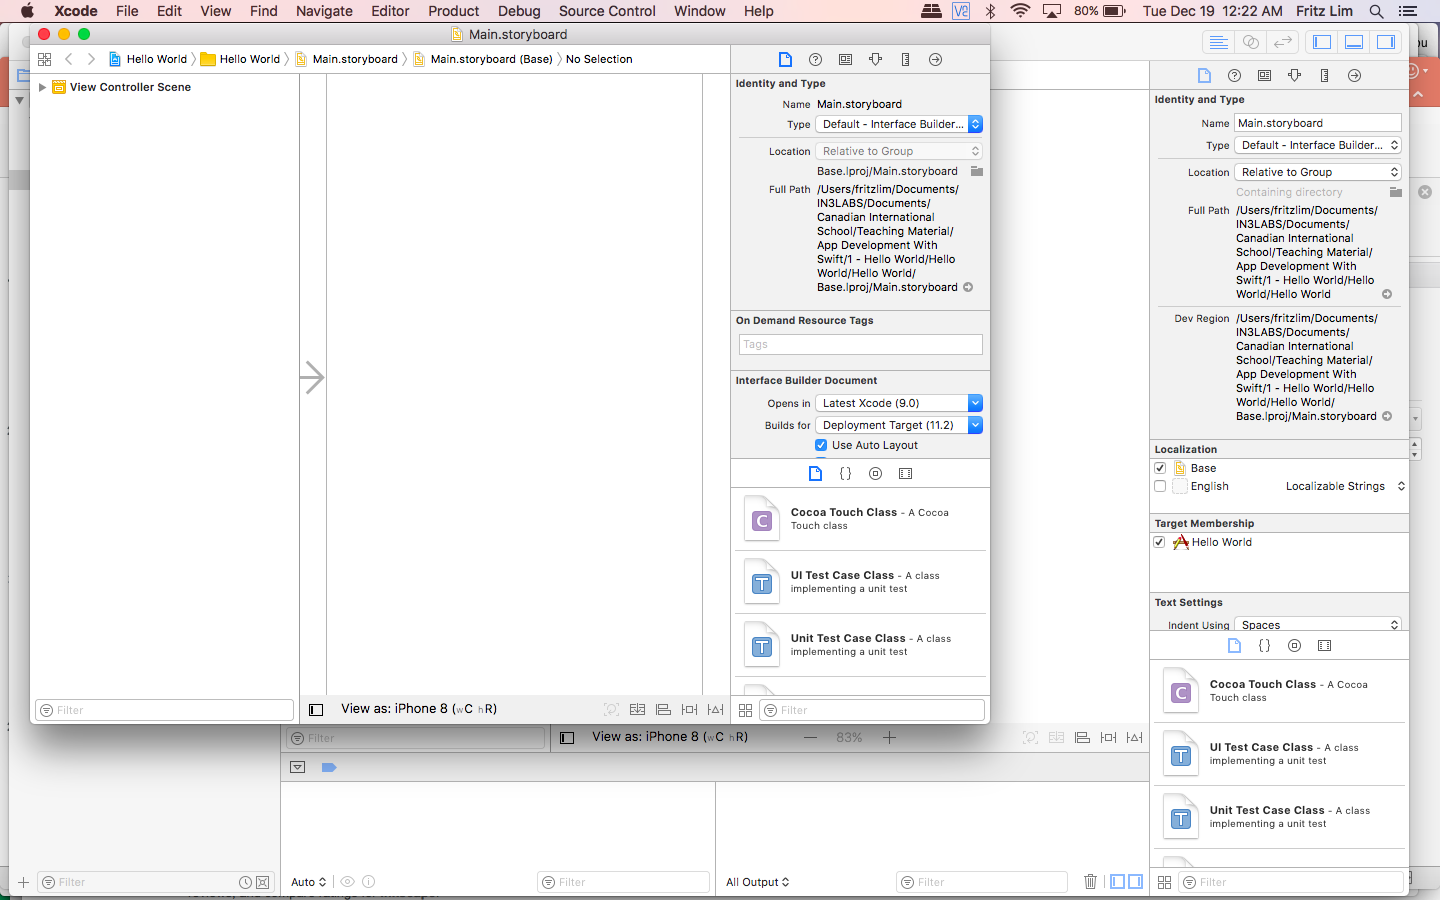 Xcode File Edit View Find Navigate Editor Product Debug Source Control Window Help 80% Tue Dec 19 12:22 AM Fritz Lim
Main.storyboard
Hello World Hello World Main.storyboard Main.storyboard (Base) No Selection
View Controller Scene
Identity and Type
Name Main.storyboard
Type Default - Interface Builder...
Location Relative to Group
Base.lproj/Main.storyboard
Full Path /Users/fritzlim/Documents/
IN3LABS/Documents/
Canadian International
School/Teaching Material/
App Development With
Swift/1 - Hello World/Hello
World/Hello World/
Base.lproj/Main.storyboard
On Demand Resource Tags
Tags
Interface Builder Document
Opens in Latest Xcode (9.0)
Builds for Deployment Target (11.2)
Use Auto Layout
Cocoa Touch Class - A Cocoa
Touch class
UI Test Case Class - A class
implementing a unit test
Unit Test Case Class - A class
implementing a unit test
Filter
View as: iPhone 8 (wC hR)
Filter
Identity and Type
Name Main.storyboard
Type Default - Interface Builder...
Location Relative to Group
Containing directory
Full Path /Users/fritzlim/Documents/
IN3LABS/Documents/
Canadian International
School/Teaching Material/
App Development With
Swift/1 - Hello World/Hello
World/Hello World
Dev Region /Users/fritzlim/Documents/
IN3LABS/Documents/
Canadian International
School/Teaching Material/
App Development With
Swift/1 - Hello World/Hello
World/Hello World/
Base.lproj/Main.storyboard
Localization
Base
English Localizable Strings
Target Membership
Hello World
Text Settings
Indent Using Spaces
Cocoa Touch Class - A Cocoa
Touch class
UI Test Case Class - A class
implementing a unit test
Unit Test Case Class - A class
implementing a unit test
Filter
Filter
View as: iPhone 8 (wC hR)
83%
Filter
Auto
Filter
All Output
Filter